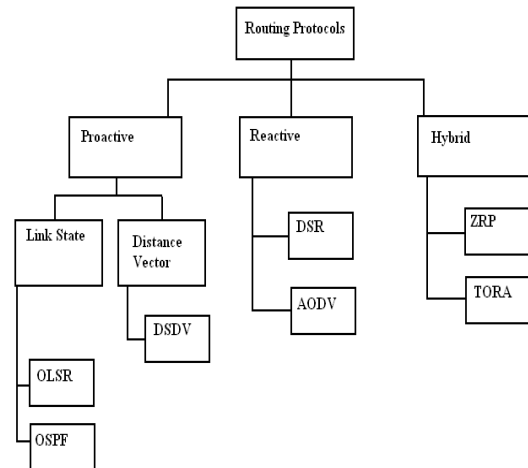 Routing Protocols
Proactive
Reactive
Hybrid
Link State
Distance
Vector
DSR
ZRP
AODV
TORA
DSDV
OLSR
OSPF